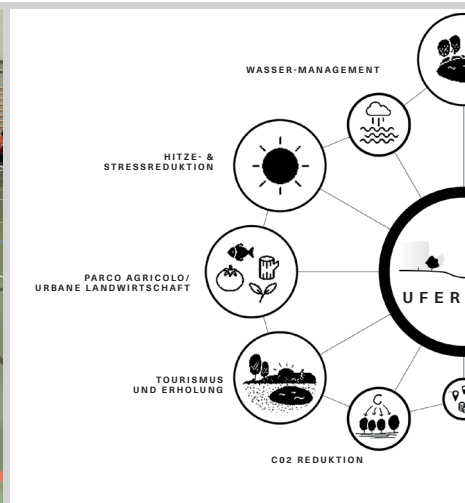 WASSER-MANAGEMENT
HITZE- &
STRESSREDUKTION
PARCO AGRICOLO/
URBANE LANDWIRTSCHAFT
UFER
TOURISMUS
UND ERHOLUNG
C
C02 REDUKTION